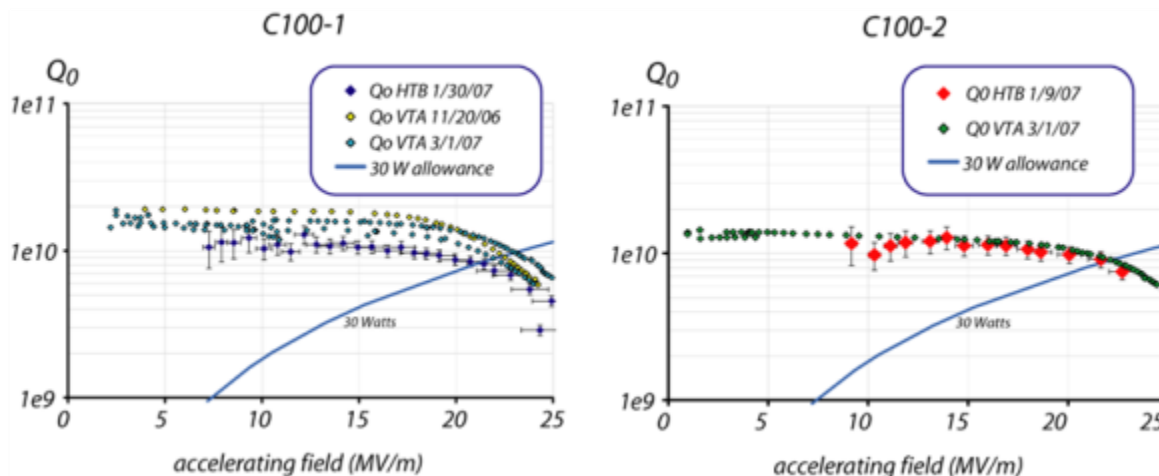 C100-1
Q0
1e11
1e10
1e9
Qo HTB 1/30/07
Qo VTA 11/20/06
Qo VTA 3/1/07
30 W allowance
30 Watts
0 5 10 15 20 25
accelerating field (MV/m)
C100-2
Q0
1e11
1e10
1e9
Q0 HTB 1/9/07
Q0 VTA 3/1/07
30 W allowance
30 Watts
0 5 10 15 20 25
accelerating field (MV/m)